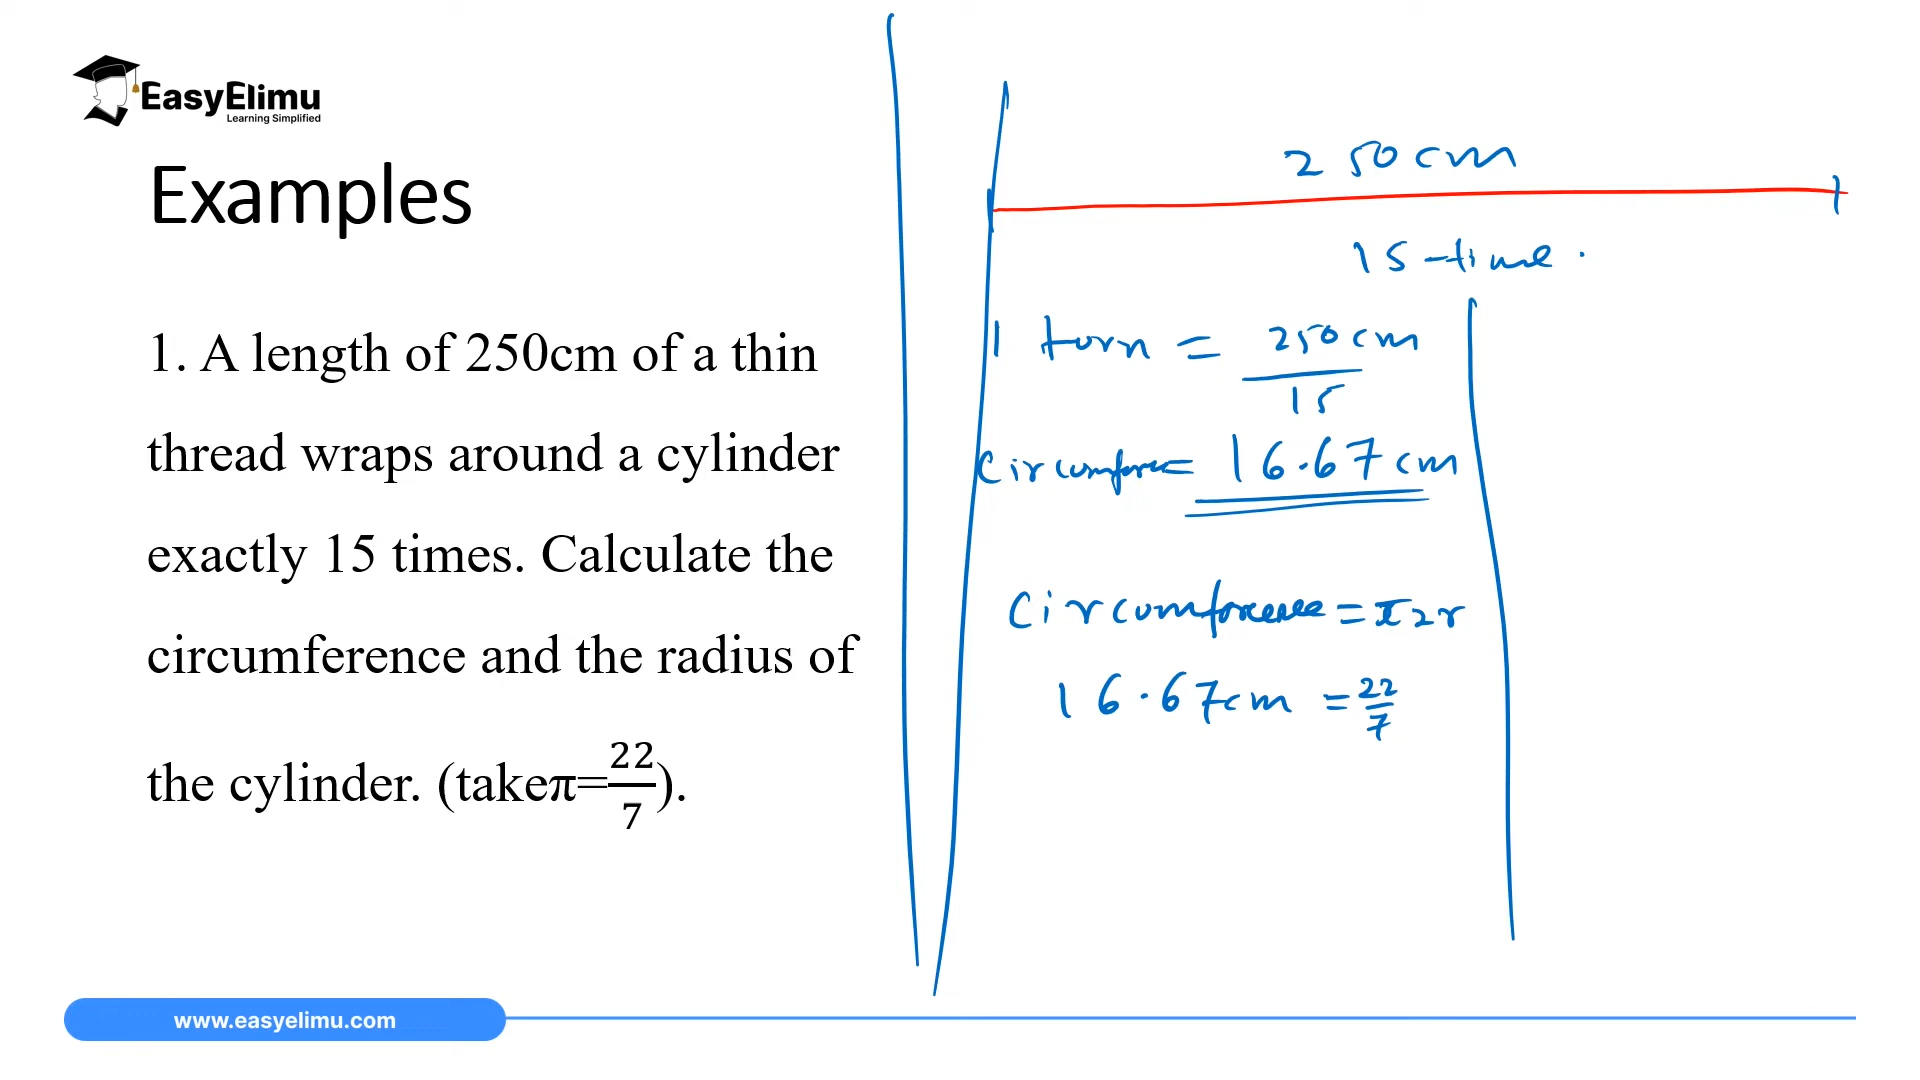 EasyElimu
Learning Simplified
Examples
1. A length of 250cm of a thin
thread wraps around a cylinder
exactly 15 times. Calculate the
circumference and the radius of
the cylinder. (takeπ=22/7).
250cm
15-time.
1 turn = 250cm/15
= 16.67cm
= π2r
16.67cm = 22/7
www.easyelimu.com